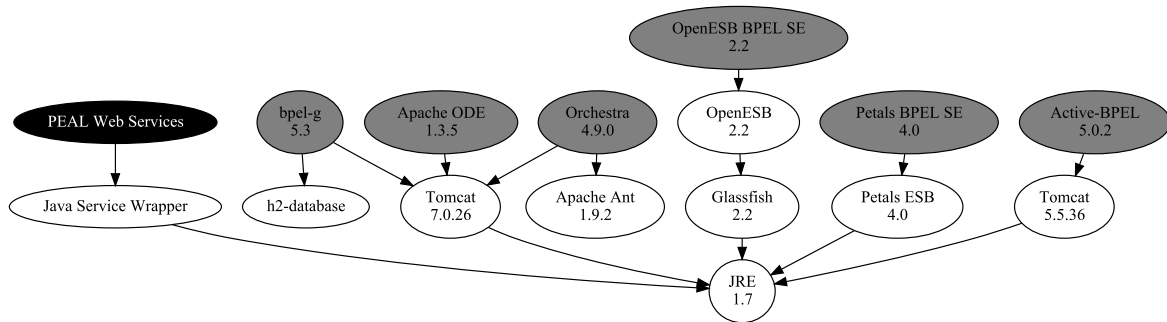 OpenESB BPEL SE
2.2
PEAL Web Services
bpel-g
5.3
Apache ODE
1.3.5
Orchestra
4.9.0
OpenESB
2.2
Petals BPEL SE
4.0
Active-BPEL
5.0.2
Java Service Wrapper
h2-database
Tomcat
7.0.26
Apache Ant
1.9.2
Glassfish
2.2
Petals ESB
4.0
Tomcat
5.5.36
JRE
1.7